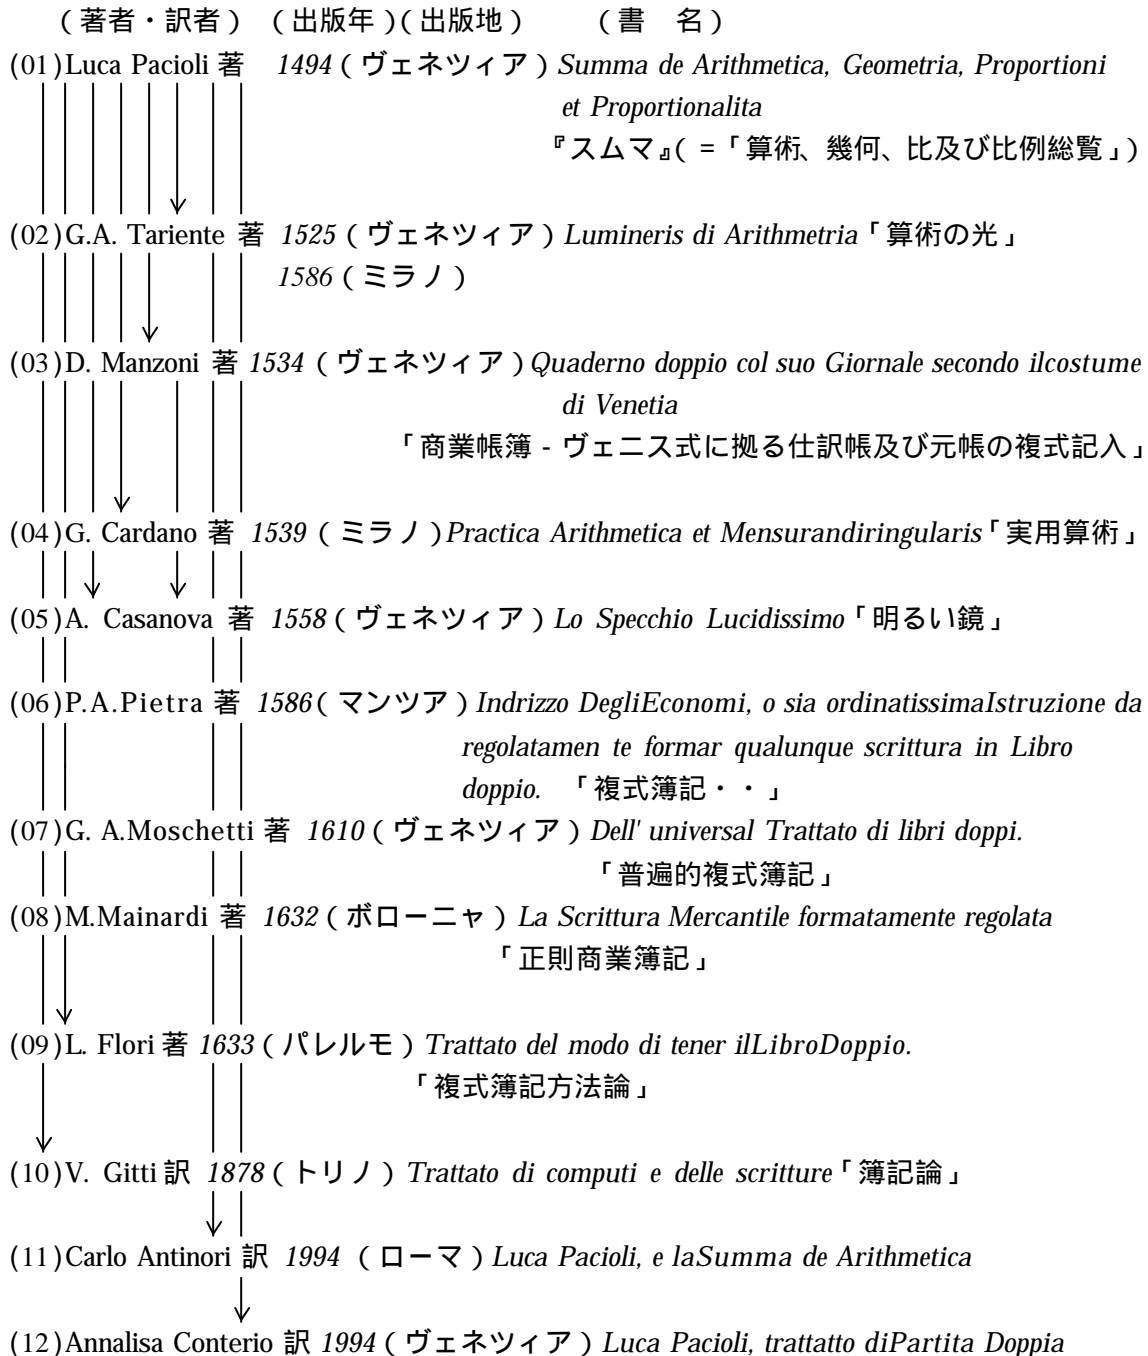 （著者・訳者）　（出版年）（出版地）　　（書　名）
(01)Luca Pacioli 著　1494（ヴェネツィア）Summa de Arithmetica, Geometria, Proportioni
et Proportionalita
『スムマ』（=「算術、幾何、比及び比例総覧」）
(02)G.A. Tariente 著 1525（ヴェネツィア）Lumineris di Arithmetria「算術の光」
1586（ミラノ）
(03)D. Manzoni 著 1534（ヴェネツィア）Quaderno doppio col suo Giornale secondo ilcostume
di Venetia
「商業帳簿 - ヴェニス式に拠る仕訳帳及び元帳の複式記入」
(04)G. Cardano 著 1539（ミラノ）Practica Arithmetica et Mensurandiringularis「実用算術」
(05)A. Casanova 著 1558（ヴェネツィア）Lo Specchio Lucidissimo「明るい鏡」
(06)P.A.Pietra 著 1586（マンツア）Indrizzo DegliEconomi, o sia ordinatissimaIstruzione da
regolatamen te formar qualunque scrittura in Libro
doppio. 「複式簿記・・」
(07)G. A.Moschetti 著 1610（ヴェネツィア）Dell' universal Trattato di libri doppi.
「普遍的複式簿記」
(08)M.Mainardi 著 1632（ボローニャ）La Scrittura Mercantile formatamente regolata
「正則商業簿記」
(09)L. Flori 著 1633（パレルモ）Trattato del modo di tener ilLibroDoppio.
「複式簿記方法論」
(10)V. Gitti 訳 1878（トリノ）Trattato di computi e delle scritture「簿記論」
(11)Carlo Antinori 訳 1994 （ローマ）Luca Pacioli, e laSumma de Arithmetica
(12)Annalisa Conterio 訳 1994（ヴェネツィア）Luca Pacioli, trattatto diPartita Doppia